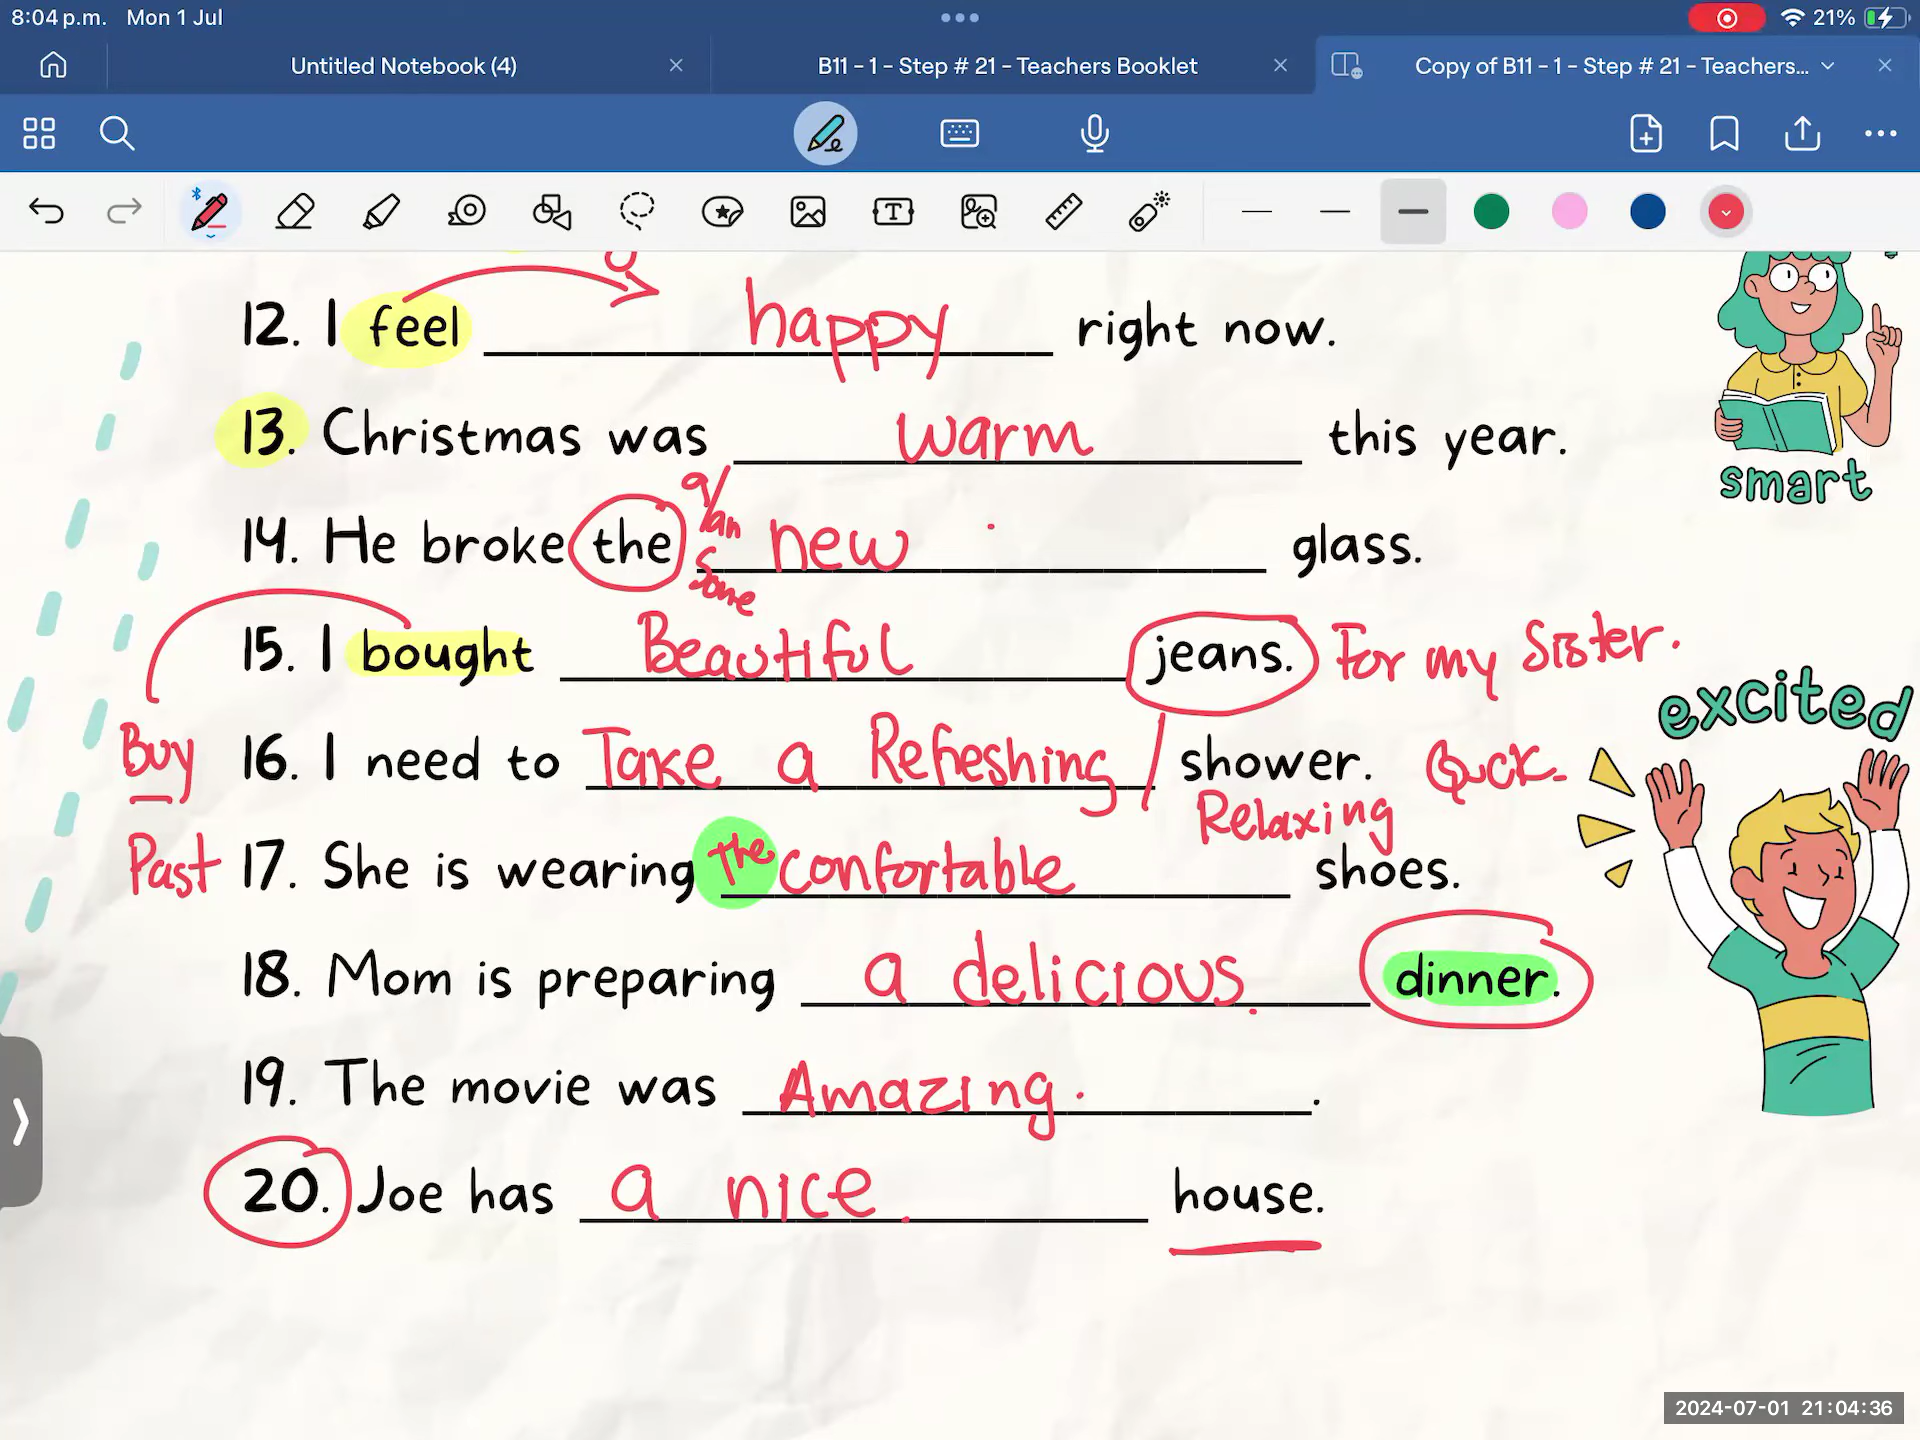 8:04 p.m. Mon 1 Jul 21%
Untitled Notebook (4) B11 - 1 - Step # 21 - Teachers Booklet Copy of B11 - 1 - Step # 21 - Teachers...
12. I feel happy right now.
13. Christmas was warm this year.
smart
a/an
14. He broke the new glass.
Some
15. I bought Beautiful jeans. For my Sister.
excited
Buy 16. I need to Take a Refreshing / shower. Quck.
Relaxing
Past 17. She is wearing the confortable shoes.
18. Mom is preparing a delicious. dinner.
19. The movie was Amazing. .
20. Joe has a nice. house.
2024-07-01 21:04:36